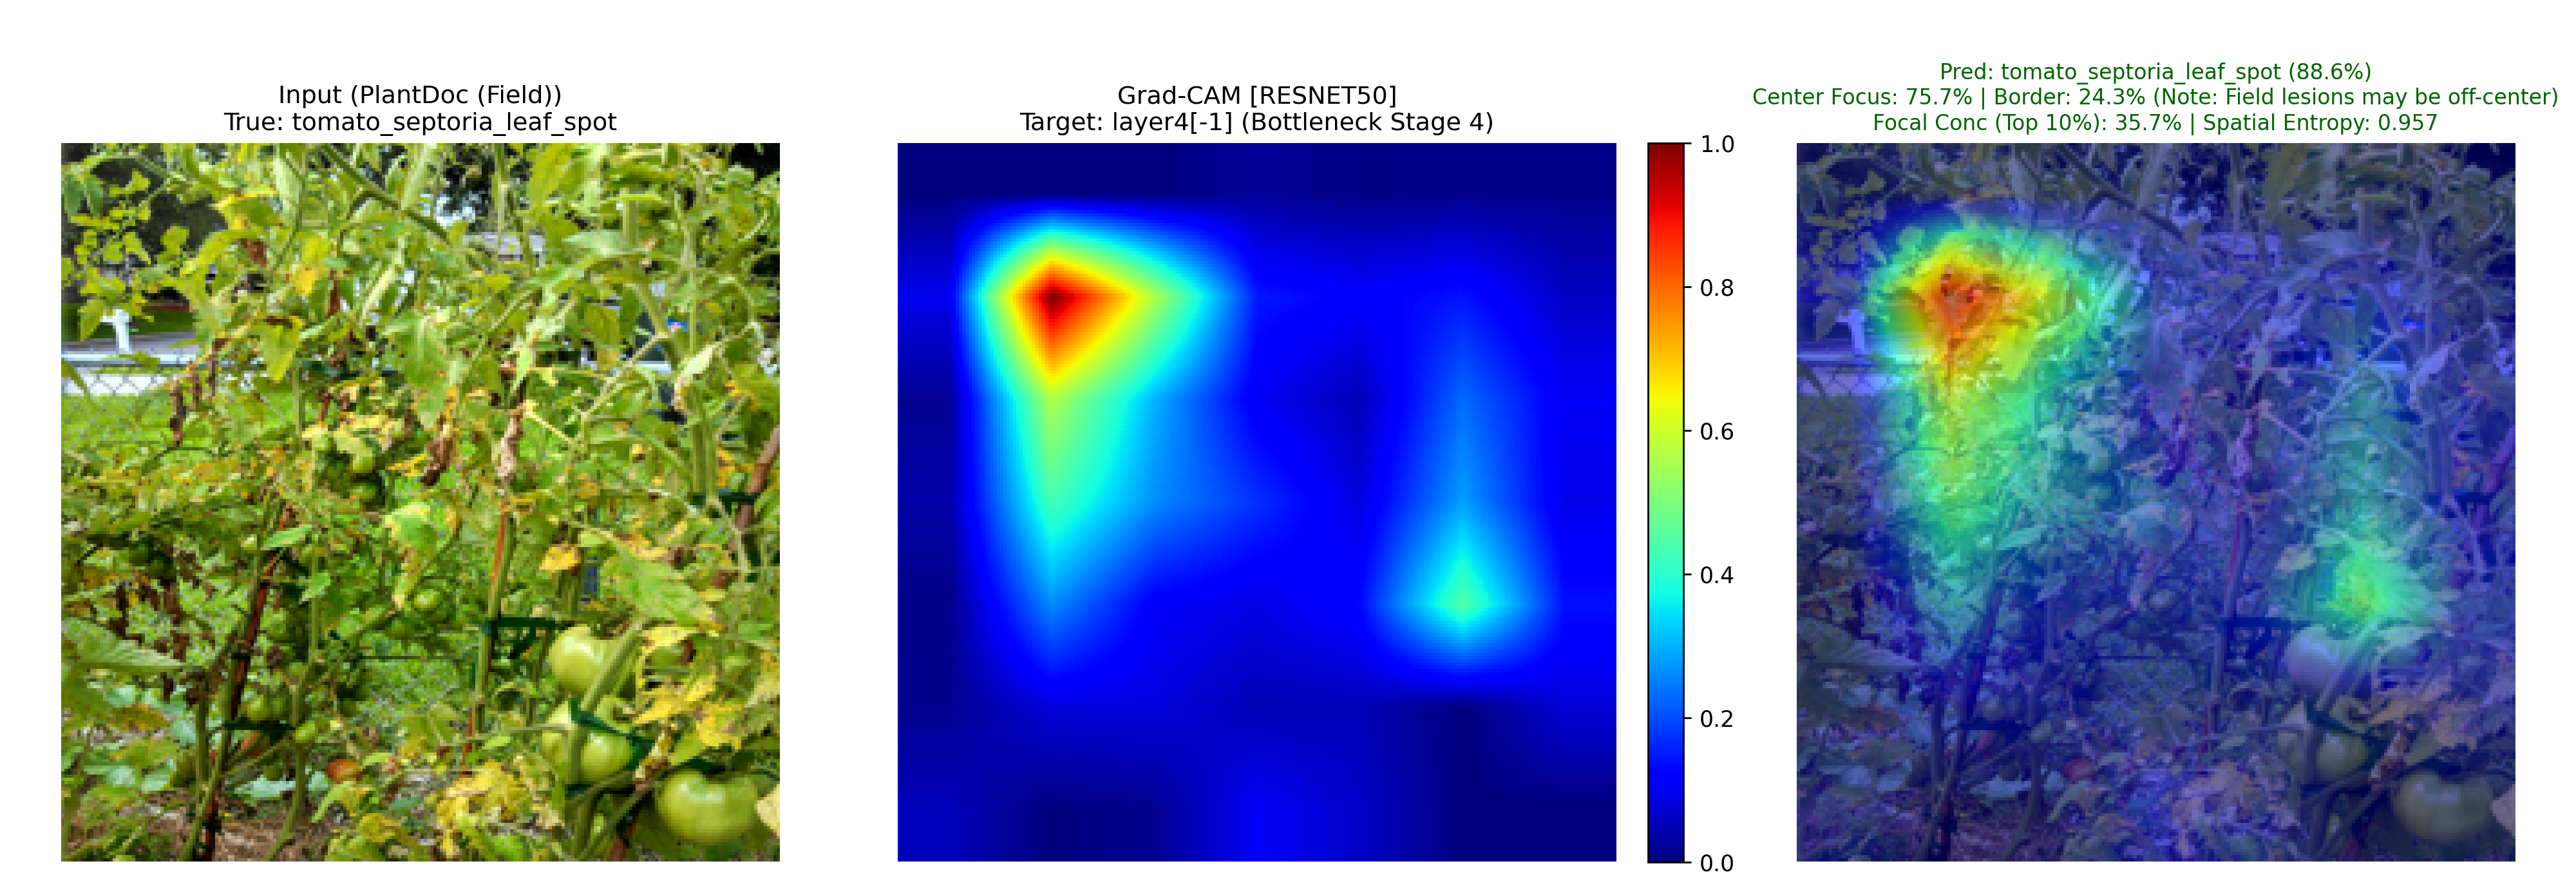 Input (PlantDoc (Field))
True: tomato_septoria_leaf_spot
Grad-CAM [RESNET50]
Target: layer4[-1] (Bottleneck Stage 4)
1.0
0.8
0.6
0.4
0.2
0.0
Pred: tomato_septoria_leaf_spot (88.6%)
Center Focus: 75.7% | Border: 24.3% (Note: Field lesions may be off-center)
Focal Conc (Top 10%): 35.7% | Spatial Entropy: 0.957